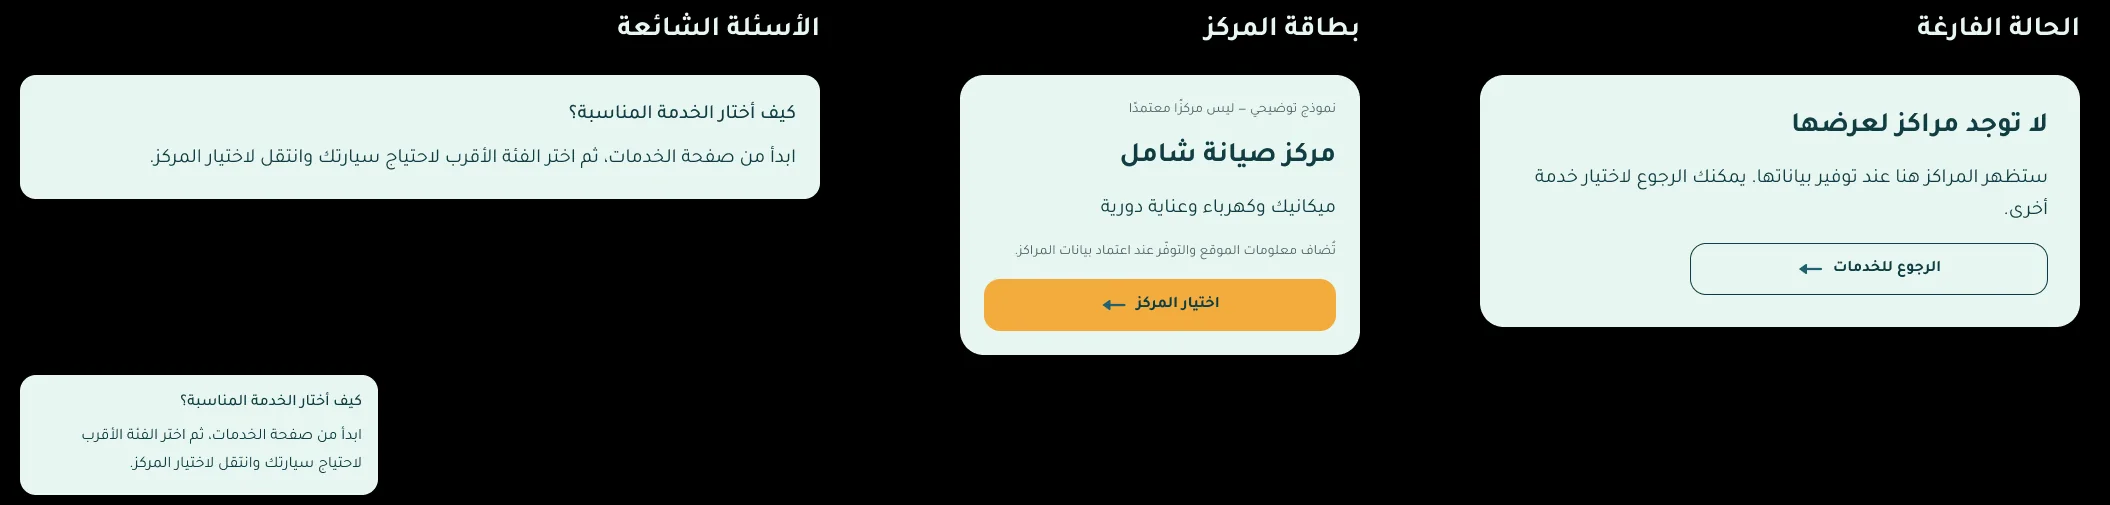 الحالة الفارغة
لا توجد مراكز لعرضها
ستظهر المراكز هنا عند توفير بياناتها. يمكنك الرجوع لاختيار خدمة
أخرى.
الرجوع للخدمات
بطاقة المركز
نموذج توضيحي – ليس مركزًا معتمدًا
مركز صيانة شامل
ميكانيك وكهرباء وعناية دورية
تُضاف معلومات الموقع والتوفّر عند اعتماد بيانات المراكز.
اختيار المركز
الأسئلة الشائعة
كيف أختار الخدمة المناسبة؟
ابدأ من صفحة الخدمات، ثم اختر الفئة الأقرب لاحتياج سيارتك وانتقل لاختيار المركز.
كيف أختار الخدمة المناسبة؟
ابدأ من صفحة الخدمات، ثم اختر الفئة الأقرب
لاحتياج سيارتك وانتقل لاختيار المركز.